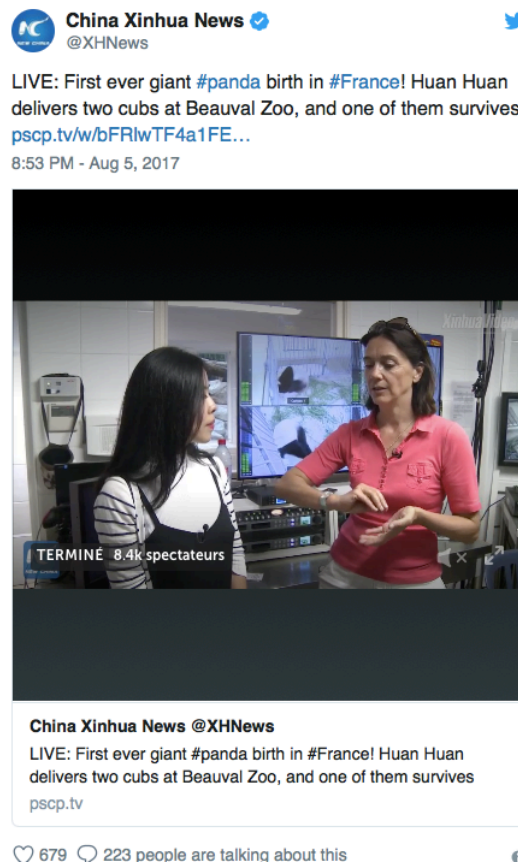 China Xinhua News
@XHNews
LIVE: First ever giant #panda birth in #France! Huan Huan
delivers two cubs at Beauval Zoo, and one of them survives
pscp.tv/w/bFRlwTF4a1FE…
8:53 PM - Aug 5, 2017
XinhuaVideo
TERMINÉ 8.4k spectateurs
China Xinhua News @XHNews
LIVE: First ever giant #panda birth in #France! Huan Huan
delivers two cubs at Beauval Zoo, and one of them survives
pscp.tv
679 223 people are talking about this